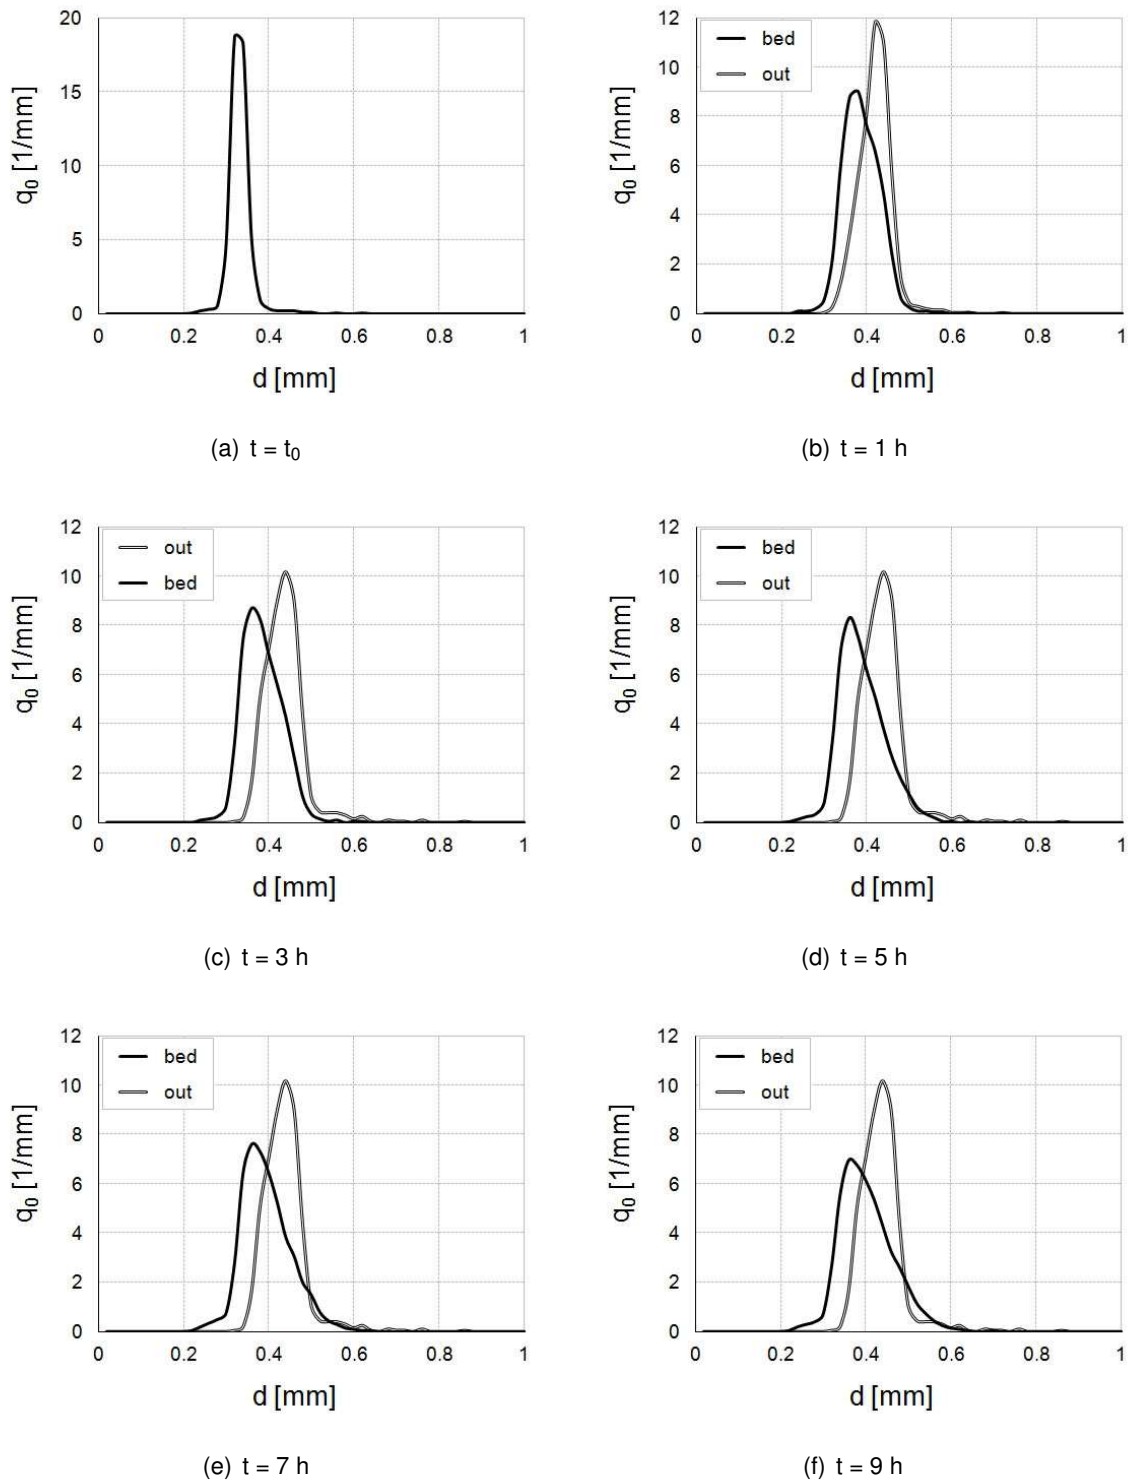 20
15
10
5
0
q0 [1/mm]
0 0.2 0.4 0.6 0.8 1
d [mm]
(a) t = t0
12
10
8
6
4
2
0
q0 [1/mm]
bed
out
0 0.2 0.4 0.6 0.8 1
d [mm]
(b) t = 1 h
12
10
8
6
4
2
0
q0 [1/mm]
out
bed
0 0.2 0.4 0.6 0.8 1
d [mm]
(c) t = 3 h
12
10
8
6
4
2
0
q0 [1/mm]
bed
out
0 0.2 0.4 0.6 0.8 1
d [mm]
(d) t = 5 h
12
10
8
6
4
2
0
q0 [1/mm]
bed
out
0 0.2 0.4 0.6 0.8 1
d [mm]
(e) t = 7 h
12
10
8
6
4
2
0
q0 [1/mm]
bed
out
0 0.2 0.4 0.6 0.8 1
d [mm]
(f) t = 9 h